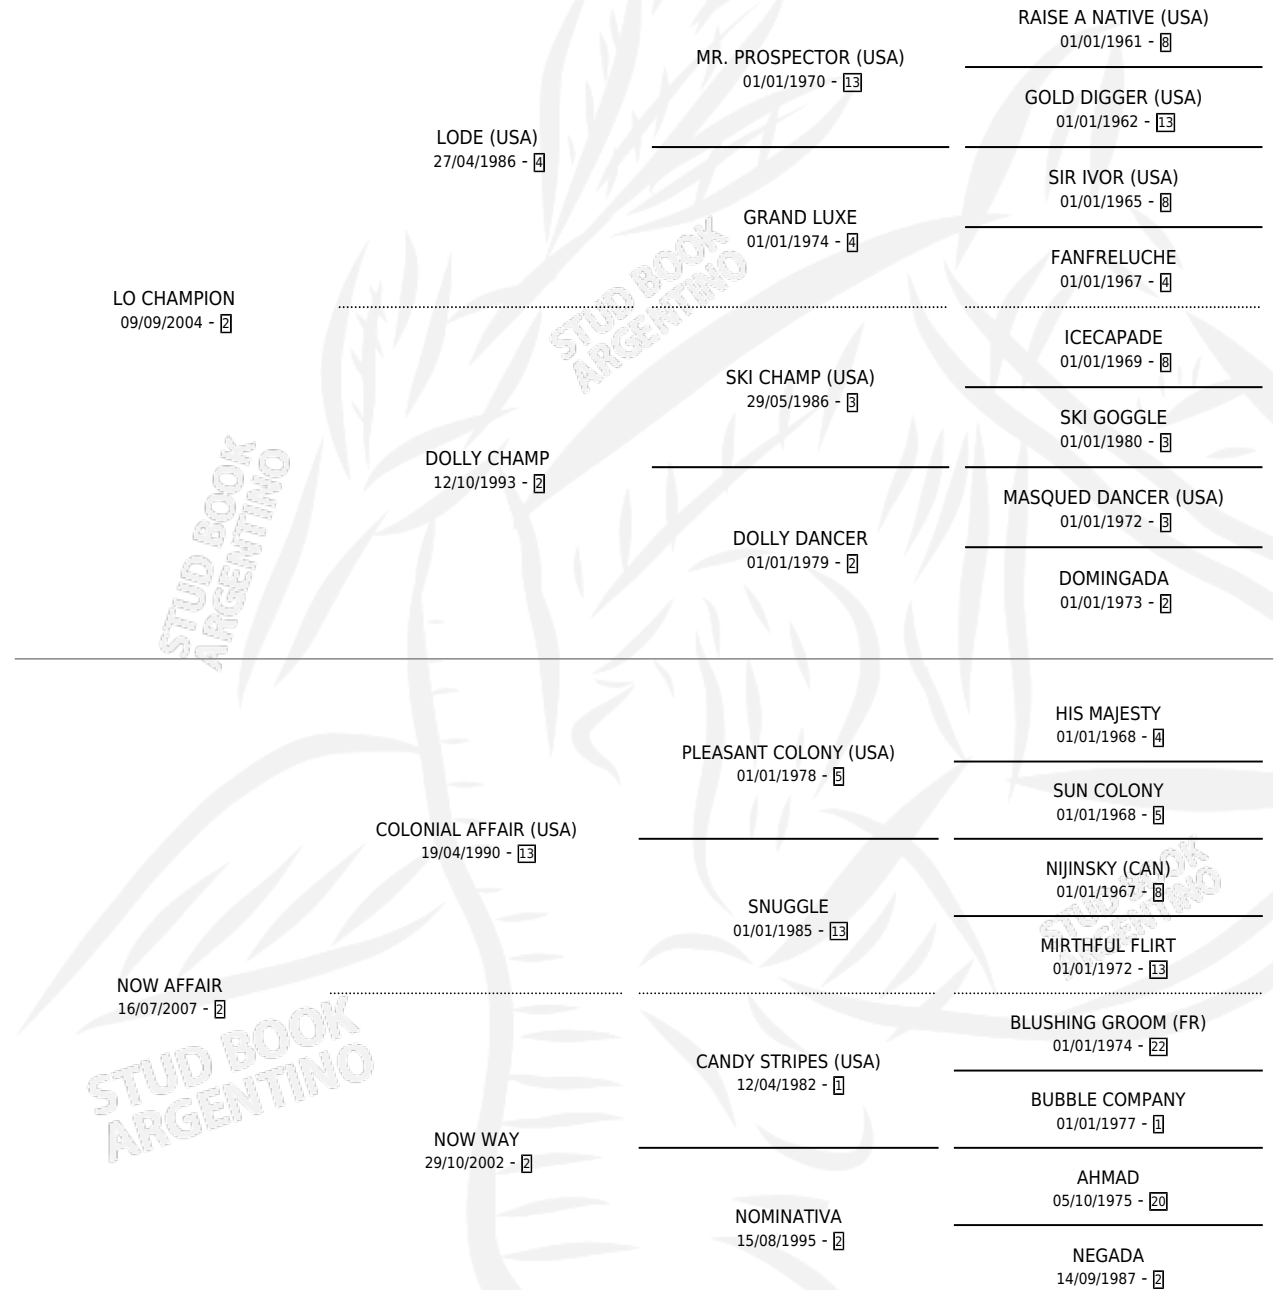 RAISE A NATIVE (USA)
01/01/1961 - 8
MR. PROSPECTOR (USA)
01/01/1970 - 13
GOLD DIGGER (USA)
01/01/1962 - 13
LODE (USA)
27/04/1986 - 4
SIR IVOR (USA)
01/01/1965 - 8
GRAND LUXE
01/01/1974 - 4
FANFRELUCHE
01/01/1967 - 4
LO CHAMPION
09/09/2004 - 2
STUD BOOK
ARGENTINO
ICECAPADE
01/01/1969 - 8
SKI CHAMP (USA)
29/05/1986 - 3
SKI GOGGLE
01/01/1980 - 3
DOLLY CHAMP
12/10/1993 - 2
MASQUED DANCER (USA)
01/01/1972 - 3
DOLLY DANCER
01/01/1979 - 2
DOMINGADA
01/01/1973 - 2
STUD BOOK
ARGENTINO
HIS MAJESTY
01/01/1968 - 4
PLEASANT COLONY (USA)
01/01/1978 - 5
SUN COLONY
01/01/1968 - 5
COLONIAL AFFAIR (USA)
19/04/1990 - 13
NIJINSKY (CAN)
01/01/1967 - 8
SNUGGLE
01/01/1985 - 13
STUD BOOK
ARGENTINO
MIRTHFUL FLIRT
01/01/1972 - 13
NOW AFFAIR
16/07/2007 - 2
BLUSHING GROOM (FR)
01/01/1974 - 22
CANDY STRIPES (USA)
12/04/1982 - 1
BUBBLE COMPANY
01/01/1977 - 1
STUD BOOK
ARGENTINO
NOW WAY
29/10/2002 - 2
AHMAD
05/10/1975 - 20
NOMINATIVA
15/08/1995 - 2
NEGADA
14/09/1987 - 2